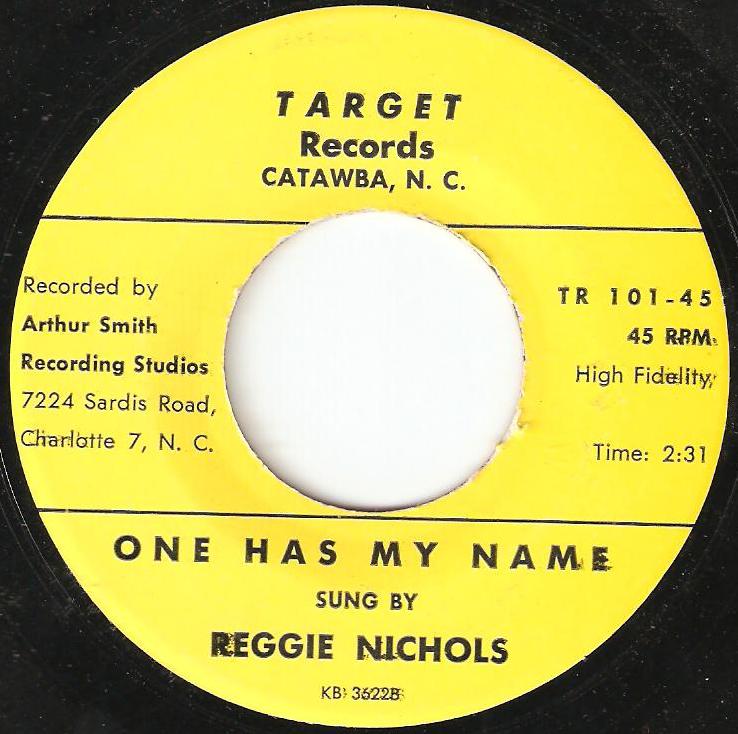 TARGET
Records
CATAWBA, N. C.
Recorded by
Arthur Smith
Recording Studios
7224 Sardis Road,
Charlotte 7, N. C.
TR 101-45
45 RPM.
High Fidelity,
Time: 2:31
ONE HAS MY NAME
SUNG BY
REGGIE NICHOLS
KB: 3622B